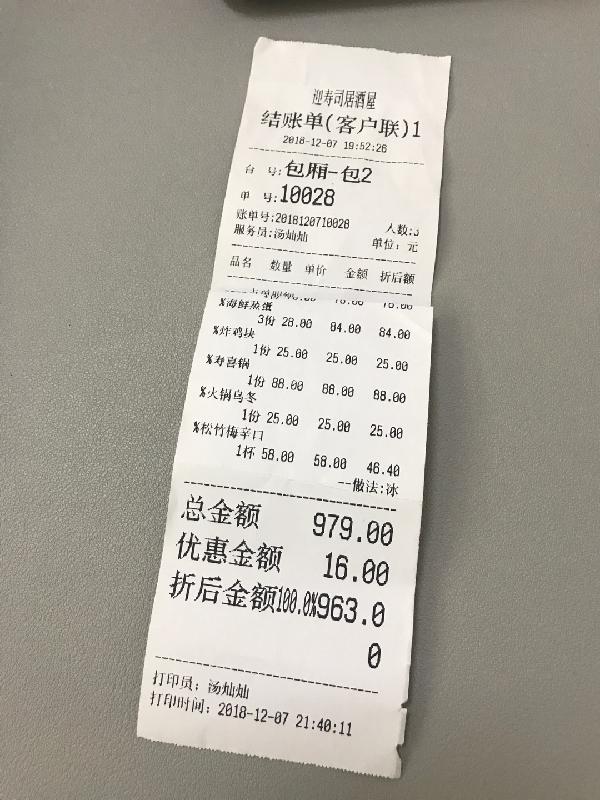 迎寿司居酒屋
结账单(客户联)1
2018-12-07 19:52:26
台 号:包厢-包2
单 号:10028
账单号:2018120710028 人数:3
服务员:汤灿灿 单位:元
品名 数量 单价 金额 折后额
%海鲜蒸蛋
3份 28.00 84.00 84.00
%炸鸡块
1份 25.00 25.00 25.00
%寿喜锅
1份 88.00 88.00 88.00
%火锅乌冬
1份 25.00 25.00 25.00
%松竹梅辛口
1杯 58.00 58.00 46.40
--做法:冰
总金额 979.00
优惠金额 16.00
折后金额100.0%963.0
0
打印员: 汤灿灿
打印时间: 2018-12-07 21:40:11